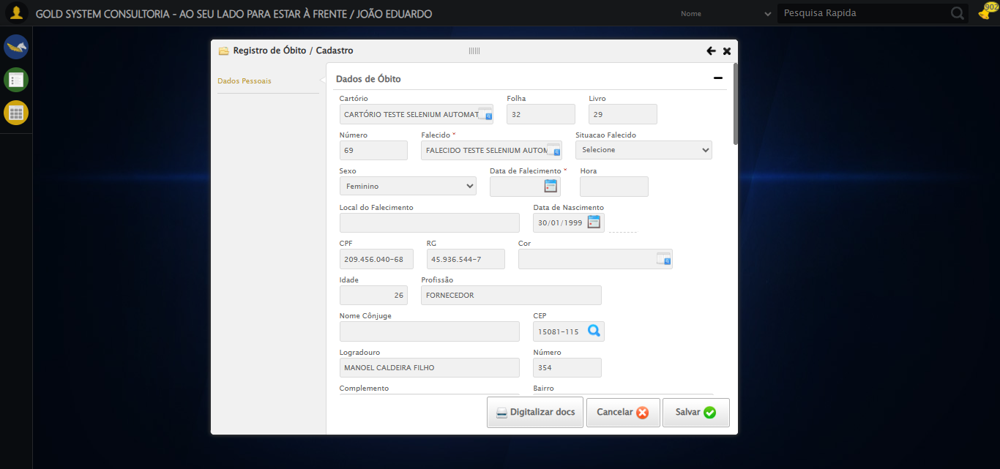 GOLD SYSTEM CONSULTORIA - AO SEU LADO PARA ESTAR À FRENTE / JOÃO EDUARDO
Nome
Pesquisa Rapida
902
Registro de Óbito / Cadastro
Dados Pessoais
Dados de Óbito
Cartório Folha Livro
CARTÓRIO TESTE SELENIUM AUTOMAT 32 29
Número Falecido * Situacao Falecido
69 FALECIDO TESTE SELENIUM AUTOM Selecione
Sexo Data de Falecimento * Hora
Feminino
Local do Falecimento Data de Nascimento
30/01/1999
CPF RG Cor
209.456.040-68 45.936.544-7
Idade Profissão
26 FORNECEDOR
Nome Cônjuge CEP
15081-115
Logradouro Número
MANOEL CALDEIRA FILHO 354
Complemento Bairro
Digitalizar docs Cancelar Salvar